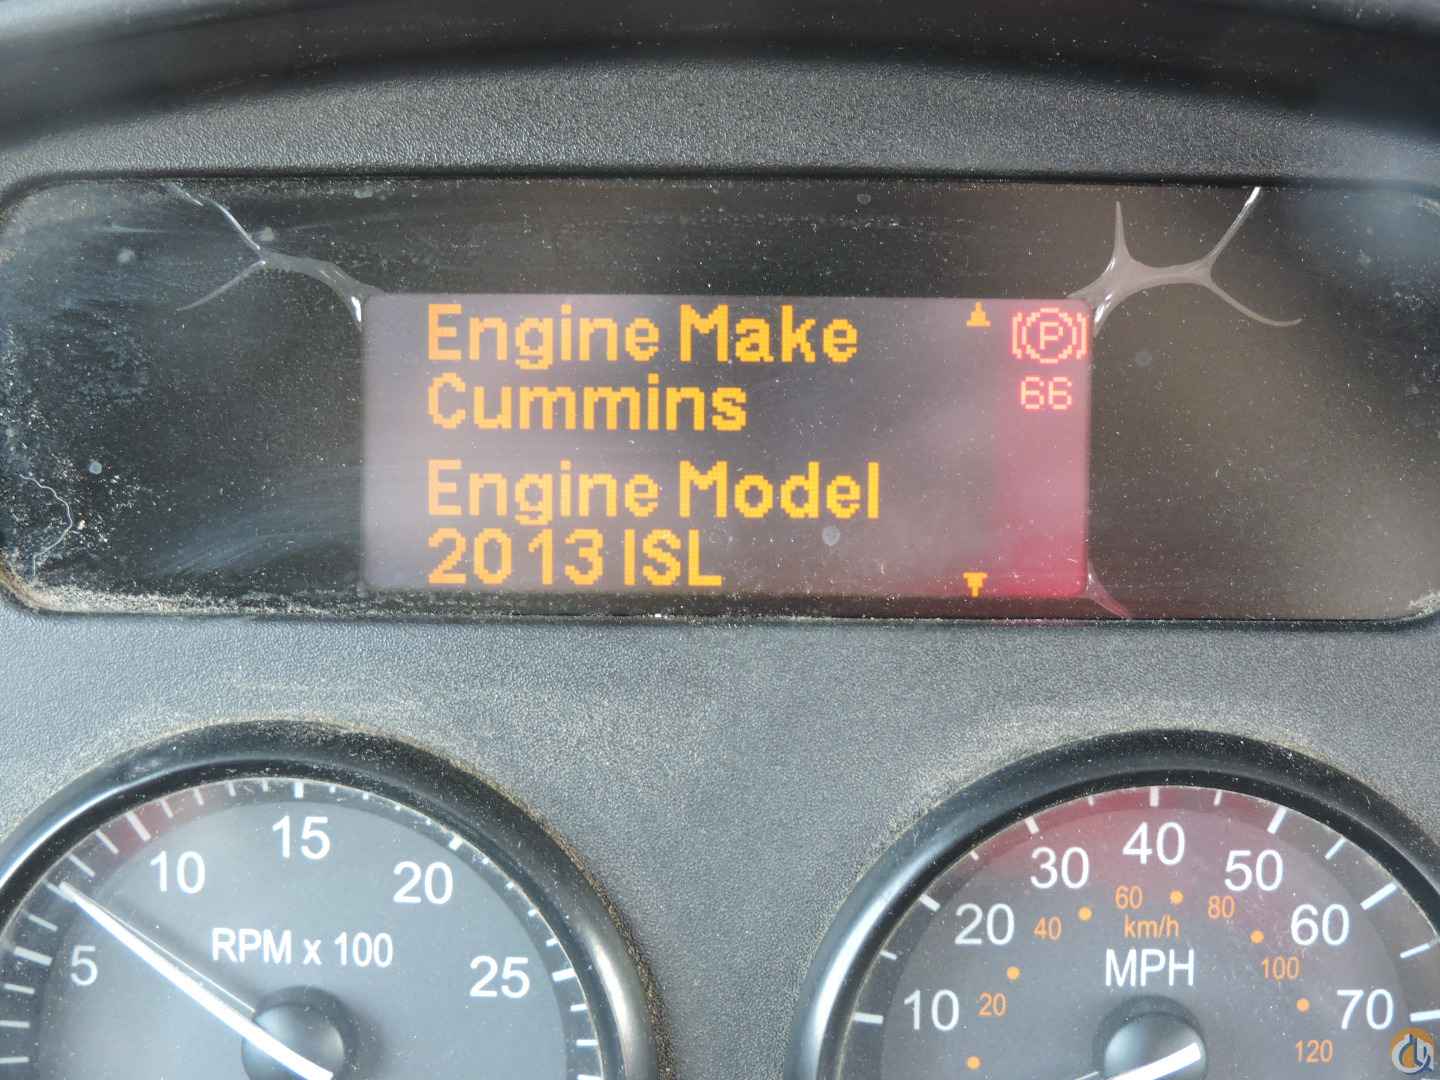 Engine Make
Cummins
Engine Model
2013 ISL
P
66
5 10 15 20 25
RPM x 100
10 20 30 40 50 60 70
20 40 60 80 100 120
km/h
MPH